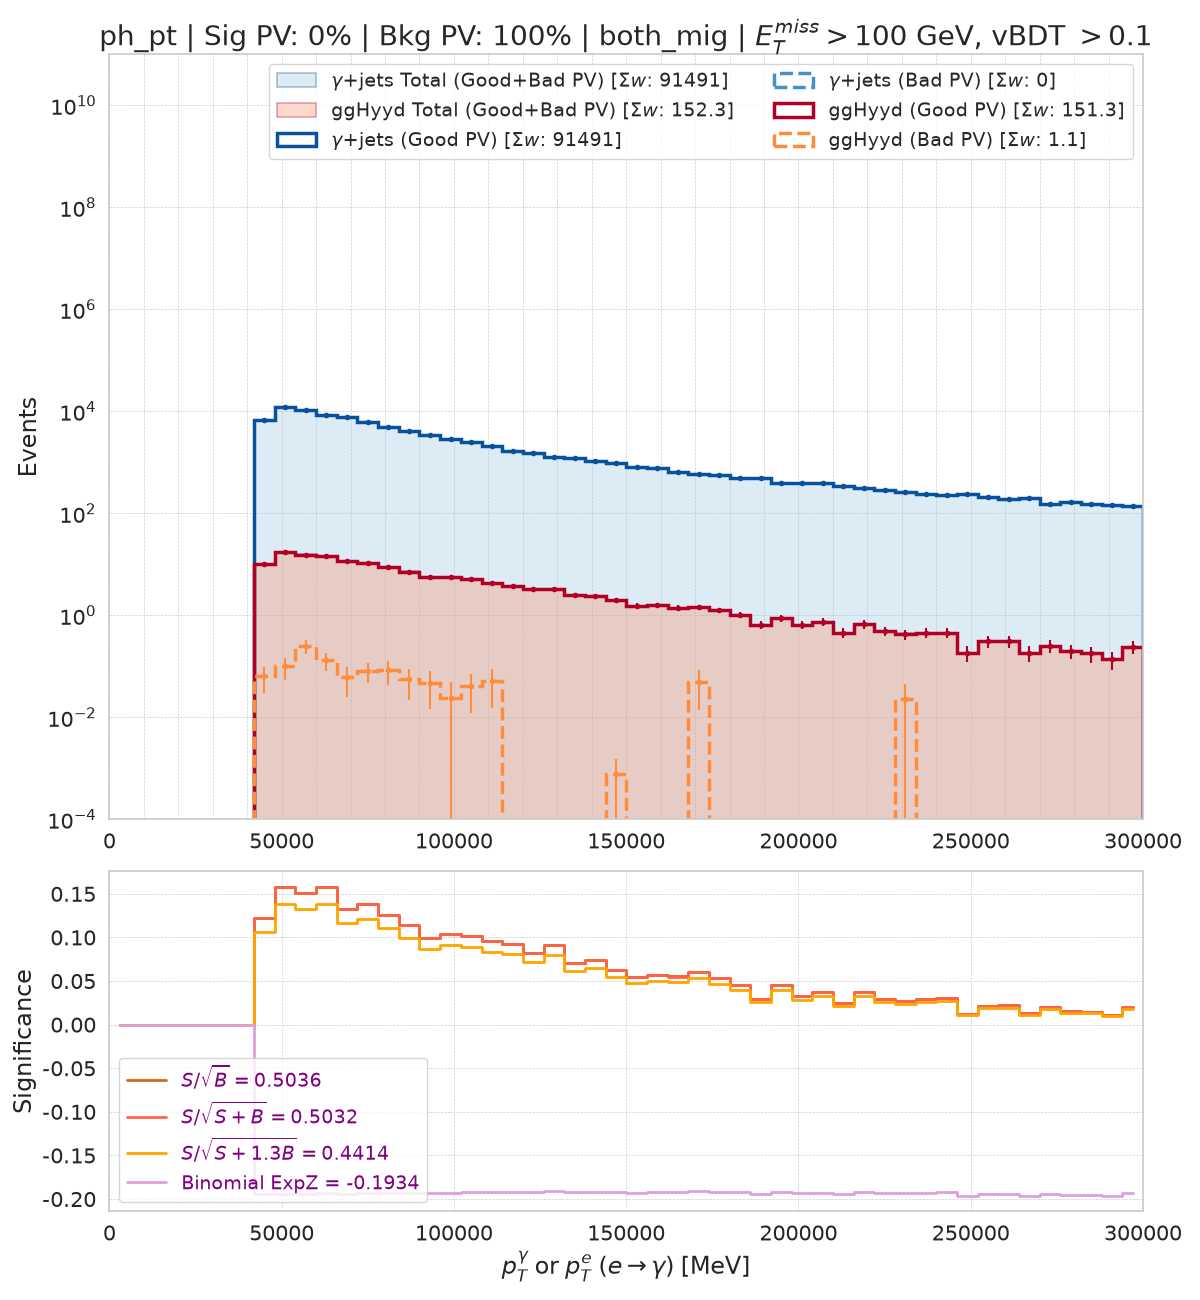 ph_pt | Sig PV: 0% | Bkg PV: 100% | both_mig | $E_T^{miss} > 100$ GeV, vBDT $> 0.1$
γ+jets Total (Good+Bad PV) [Σw: 91491]
ggHyyd Total (Good+Bad PV) [Σw: 152.3]
γ+jets (Good PV) [Σw: 91491]
γ+jets (Bad PV) [Σw: 0]
ggHyyd (Good PV) [Σw: 151.3]
ggHyyd (Bad PV) [Σw: 1.1]
Events
10^10
10^8
10^6
10^4
10^2
10^0
10^−2
10^−4
0 50000 100000 150000 200000 250000 300000
Significance
0.15
0.10
0.05
0.00
-0.05
-0.10
-0.15
-0.20
S/√B = 0.5036
S/√(S + B) = 0.5032
S/√(S + 1.3B) = 0.4414
Binomial ExpZ = -0.1934
0 50000 100000 150000 200000 250000 300000
$p_T^γ$ or $p_T^e$ (e→γ) [MeV]